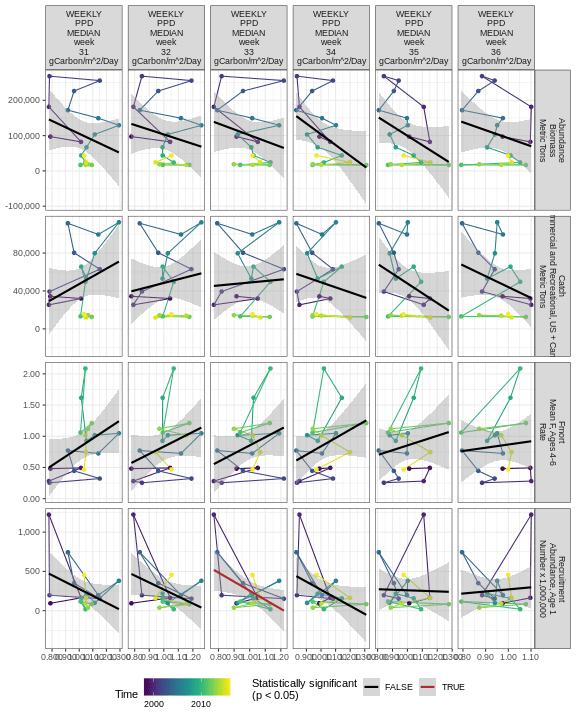 WEEKLY WEEKLY WEEKLY WEEKLY WEEKLY WEEKLY
PPD PPD PPD PPD PPD PPD
MEDIAN MEDIAN MEDIAN MEDIAN MEDIAN MEDIAN
week week week week week week
31 32 33 34 35 36
gCarbon/m^2/Day gCarbon/m^2/Day gCarbon/m^2/Day gCarbon/m^2/Day gCarbon/m^2/Day gCarbon/m^2/Day
200,000
100,000
0
-100,000
Abundance
Biomass
Metric Tons
80,000
40,000
0
Catch
mmercial and Recreational, US + Can
Metric Tons
2.00
1.50
1.00
0.50
0.00
Fmort
Mean F, Ages 4-6
Rate
1,000
500
0
Recruitment
Abundance, Age 1
Number x 1,000,000
0.90 1.00 1.10
Time
2000 2010
Statistically significant
(p < 0.05)
FALSE TRUE